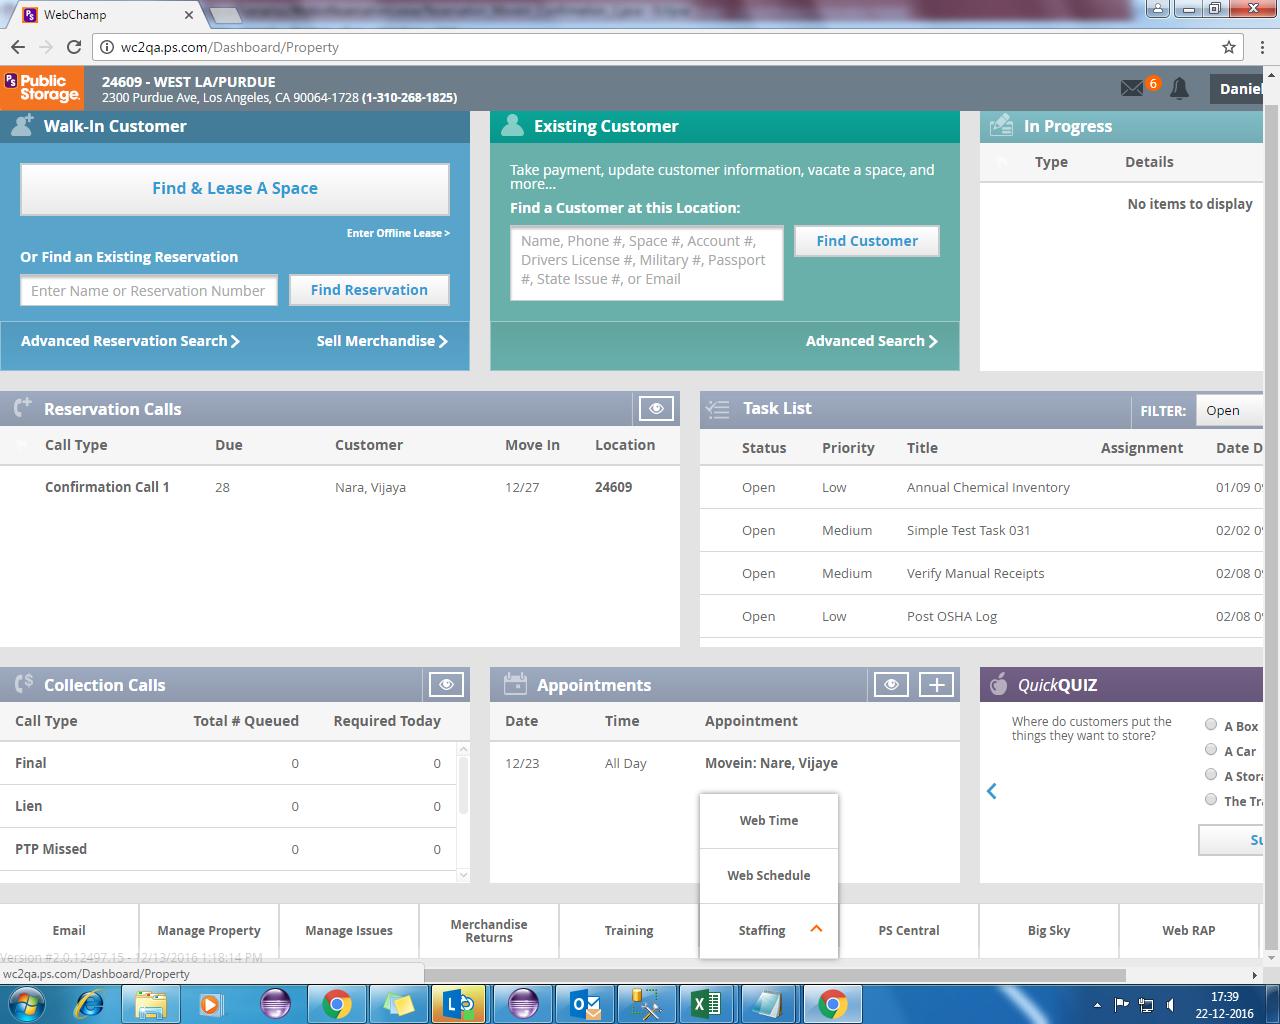 WebChamp
wc2qa.ps.com/Dashboard/Property
Public Storage
24609 - WEST LA/PURDUE
2300 Purdue Ave, Los Angeles, CA 90064-1728 (1-310-268-1825)
6
Daniel
Walk-In Customer
Find & Lease A Space
Enter Offline Lease >
Or Find an Existing Reservation
Enter Name or Reservation Number
Find Reservation
Advanced Reservation Search
Sell Merchandise
Existing Customer
Take payment, update customer information, vacate a space, and
more...
Find a Customer at this Location:
Name, Phone #, Space #, Account #,
Drivers License #, Military #, Passport
#, State Issue #, or Email
Find Customer
Advanced Search
In Progress
Type Details
No items to display
Reservation Calls
Call Type Due Customer Move In Location
Confirmation Call 1 28 Nara, Vijaya 12/27 24609
Task List
FILTER: Open
Status Priority Title Assignment Date D
Open Low Annual Chemical Inventory 01/09 09
Open Medium Simple Test Task 031 02/02 09
Open Medium Verify Manual Receipts 02/08 09
Open Low Post OSHA Log 02/08 09
Collection Calls
Call Type Total # Queued Required Today
Final 0 0
Lien 0 0
PTP Missed 0 0
Appointments
Date Time Appointment
12/23 All Day Movein: Nare, Vijaye
QuickQUIZ
Where do customers put the
things they want to store?
A Box
A Car
A Stora
The Tra
Su
Web Time
Web Schedule
Email
Manage Property
Manage Issues
Merchandise
Returns
Training
Staffing
PS Central
Big Sky
Web RAP
Version #2.0.12497.15 - 12/13/2016 1:18:14 PM
wc2qa.ps.com/Dashboard/Property
17:39
22-12-2016